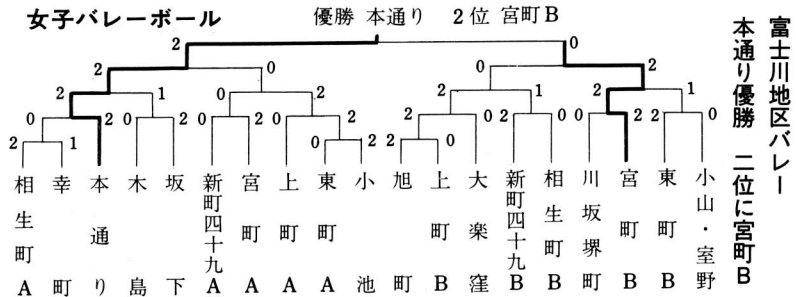 富士川地区バレー
本通り優勝 二位に宮町B
女子バレーボール
優勝 本通り 2位 宮町B
2 0
2 0 2 2
2 1 0 2 2 1 2 2
0 2 0 2 0 2 2 0 2 0 2 0 0 2 2 0
2 1 0 2 2 0
相生町A
幸町
本通り
木島
坂下
新町四十九A
宮町A
上町A
東町A
小池
旭町
上町B
大楽窪
新町四十九B
相生町B
川坂堺町
宮町B
東町B
小山・室野